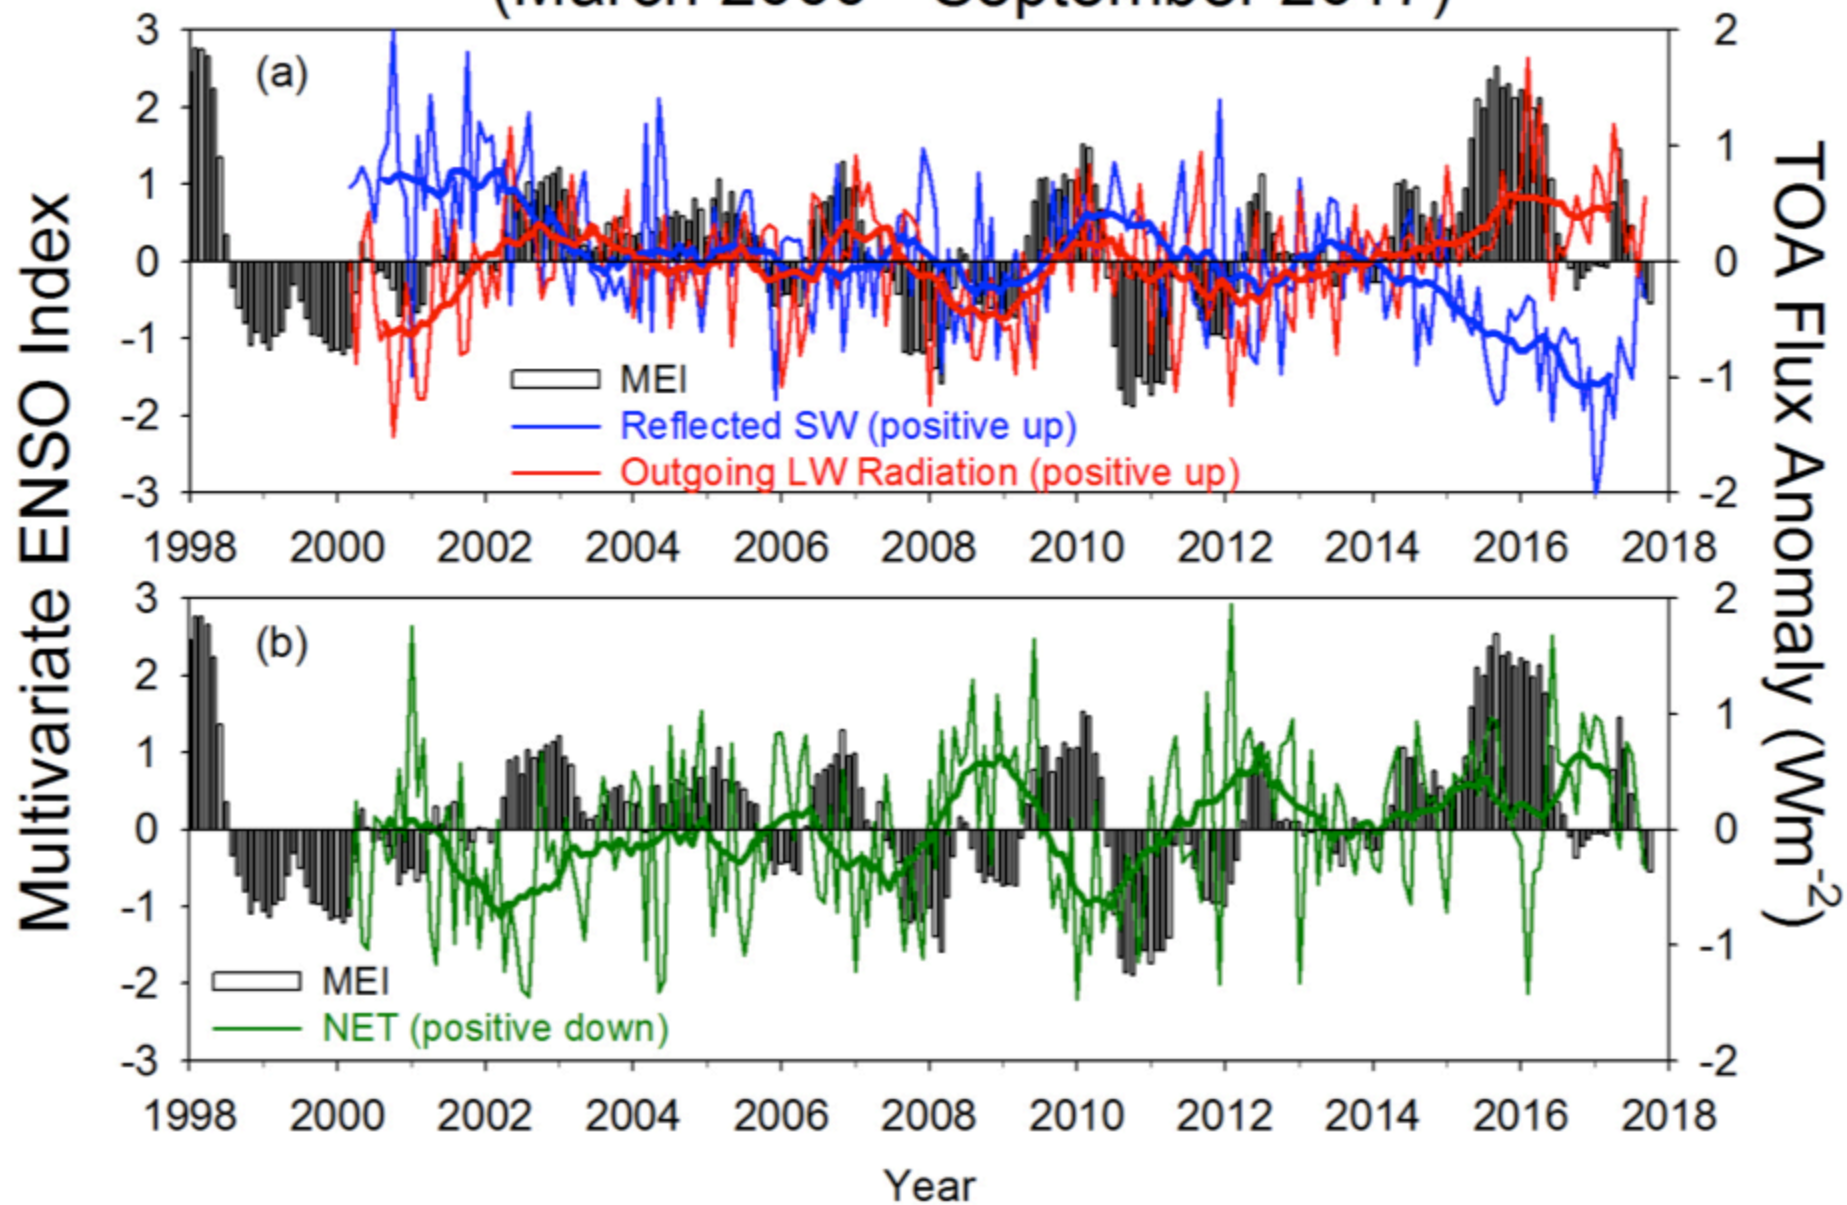 3
2
(a)
2
1
1
0
0
-1
-1
-2
-3
-2
MEI
Reflected SW (positive up)
Outgoing LW Radiation (positive up)
1998 2000 2002 2004 2006 2008 2010 2012 2014 2016 2018
Multivariate ENSO Index
TOA Flux Anomaly (Wm-2)
3
2
(b)
2
1
1
0
0
-1
-1
-2
-3
-2
MEI
NET (positive down)
1998 2000 2002 2004 2006 2008 2010 2012 2014 2016 2018
Year